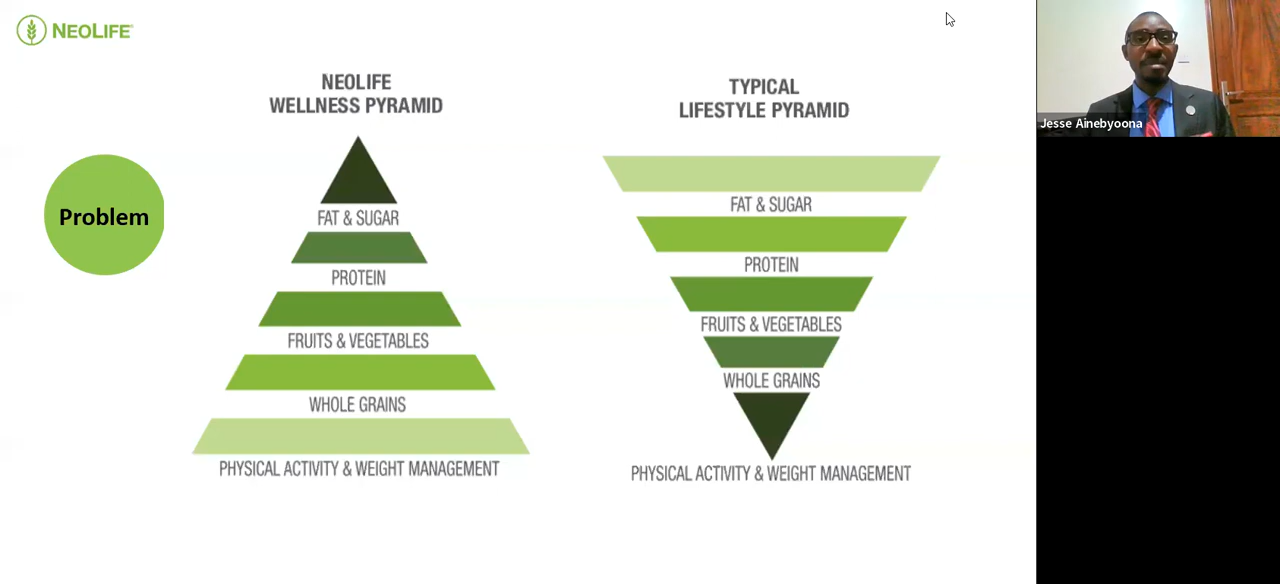 NEOLIFE
Problem
NEOLIFE
WELLNESS PYRAMID
FAT & SUGAR
PROTEIN
FRUITS & VEGETABLES
WHOLE GRAINS
PHYSICAL ACTIVITY & WEIGHT MANAGEMENT
TYPICAL
LIFESTYLE PYRAMID
FAT & SUGAR
PROTEIN
FRUITS & VEGETABLES
WHOLE GRAINS
PHYSICAL ACTIVITY & WEIGHT MANAGEMENT
Jesse Ainebyoona